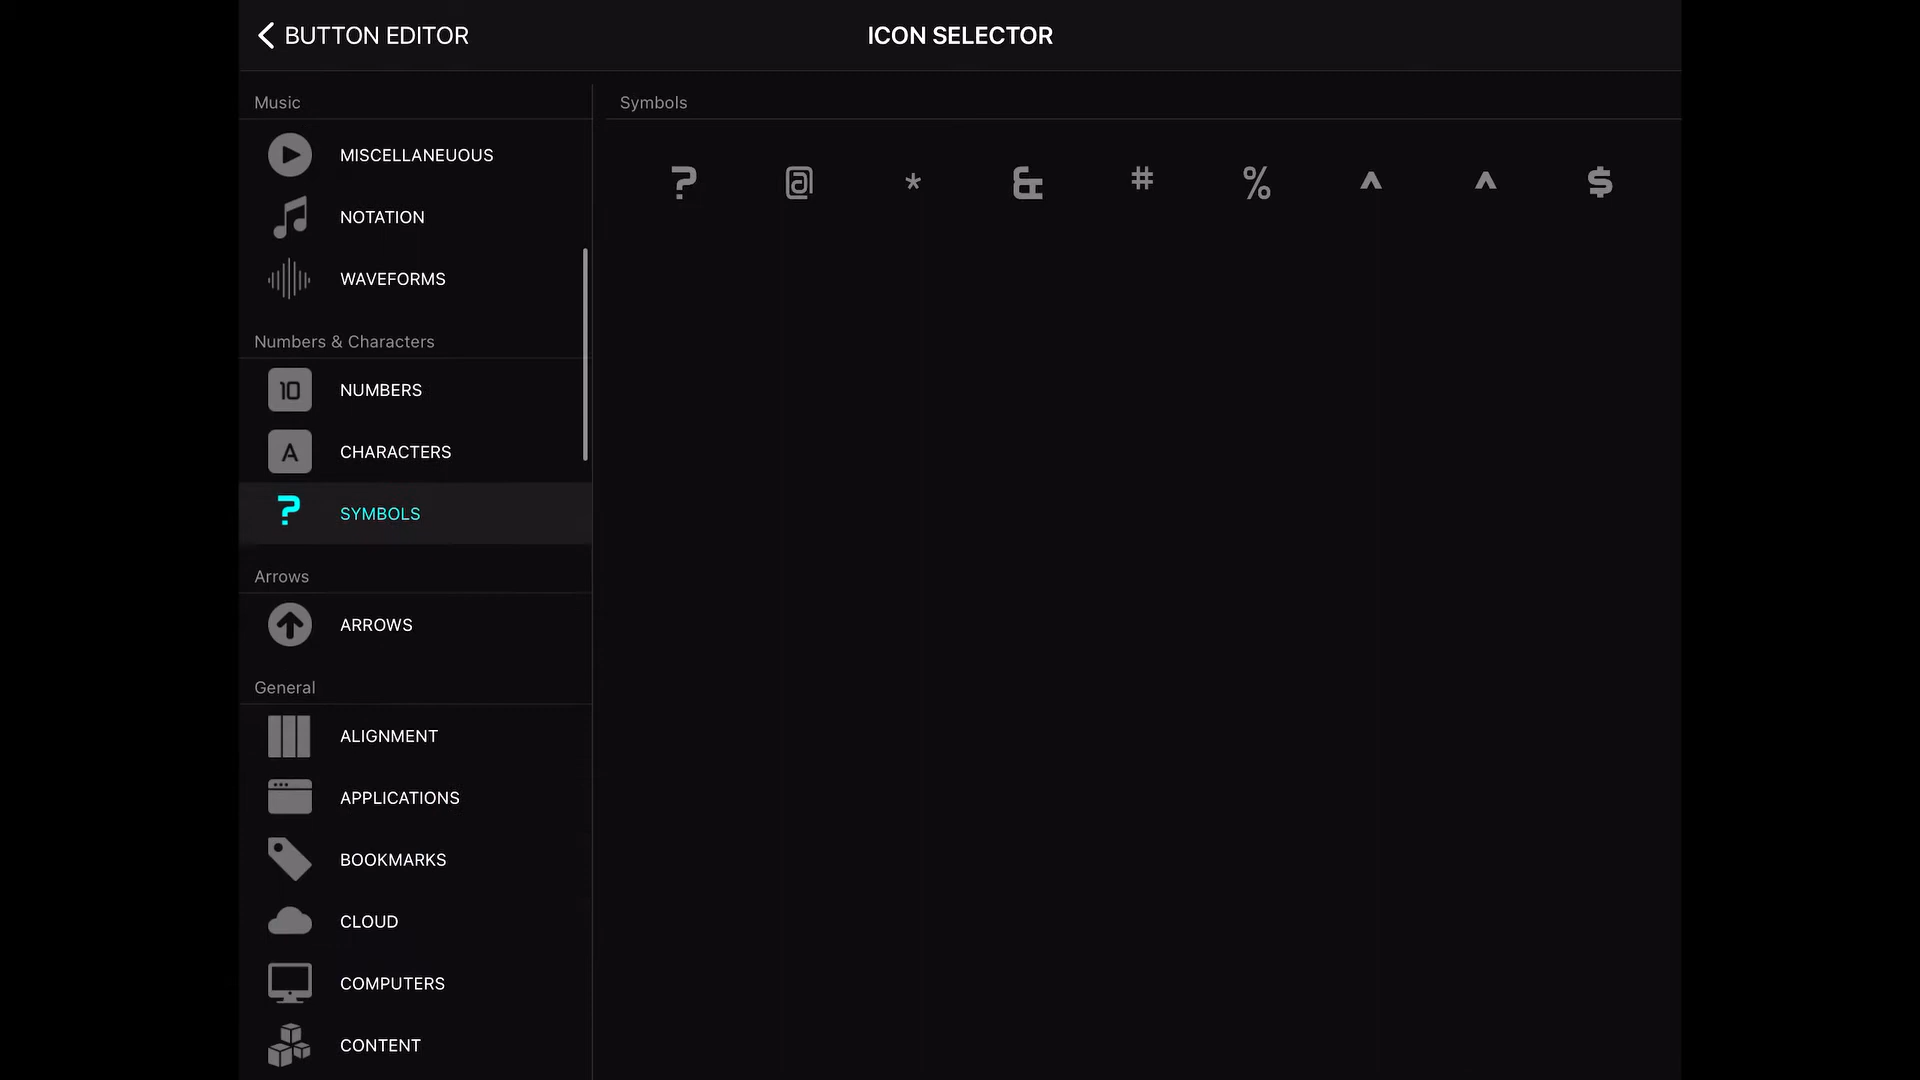 BUTTON EDITOR
ICON SELECTOR
Music
MISCELLANEUOUS
NOTATION
WAVEFORMS
Numbers & Characters
10
NUMBERS
A
CHARACTERS
?
SYMBOLS
Arrows
ARROWS
General
ALIGNMENT
APPLICATIONS
BOOKMARKS
CLOUD
COMPUTERS
CONTENT
Symbols
? @ * & # % ^ ^ $